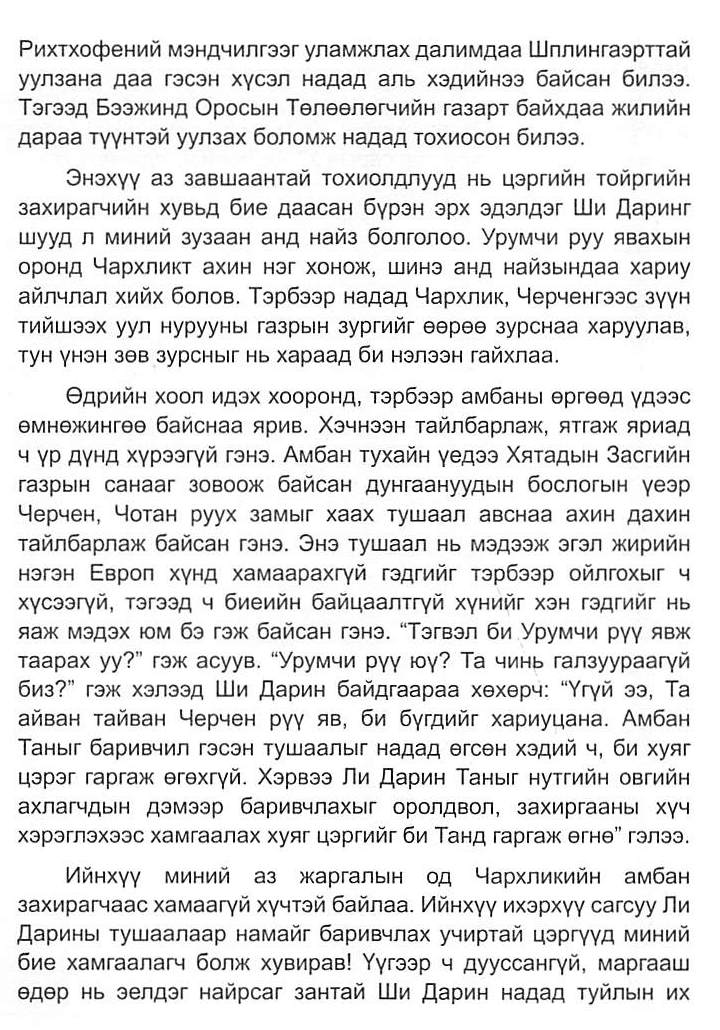 Рихтхофений мэндчилгээг уламжлах далимдаа Шплингаэрттай
уулзана даа гэсэн хүсэл надад аль хэдийнээ байсан билээ.
Тэгээд Бээжинд Оросын Төлөөлөгчийн газарт байхдаа жилийн
дараа түүнтэй уулзах боломж надад тохиосон билээ.
Энэхүү аз завшаантай тохиолдлууд нь цэргийн тойргийн
захирагчийн хувьд бие даасан бүрэн эрх эдэлдэг Ши Даринг
шууд л миний зузаан анд найз болголоо. Урумчи руу явахын
оронд Чархликт ахин нэг хонож, шинэ анд найзындаа хариу
айлчлал хийх болов. Тэрбээр надад Чархлик, Черченгээс зүүн
тийшээх уул нурууны газрын зургийг өөрөө зурснаа харуулав,
тун үнэн зөв зурсныг нь хараад би нэлээн гайхлаа.
Өдрийн хоол идэх хооронд, тэрбээр амбаны өргөөд үдээс
өмнөжингөө байснаа ярив. Хэчнээн тайлбарлаж, ятгаж яриад
ч үр дүнд хүрээгүй гэнэ. Амбан тухайн үедээ Хятадын Засгийн
газрын санааг зовоож байсан дунгаануудын бослогын үеэр
Черчен, Чотан руух замыг хаах тушаал авснаа ахин дахин
тайлбарлаж байсан гэнэ. Энэ тушаал нь мэдээж эгэл жирийн
нэгэн Европ хүнд хамаарахгүй гэдгийг тэрбээр ойлгохыг ч
хүсээгүй, тэгээд ч биеийн байцаалтгүй хүнийг хэн гэдгийг нь
яаж мэдэх юм бэ гэж байсан гэнэ. “Тэгвэл би Урумчи рүү явж
таарах уу?” гэж асуув. “Урумчи рүү юү? Та чинь галзуураагүй
биз?” гэж хэлээд Ши Дарин байдгаараа хөхөрч: “Үгүй ээ, Та
айван тайван Черчен рүү яв, би бүгдийг хариуцана. Амбан
Таныг баривчил гэсэн тушаалыг надад өгсөн хэдий ч, би хуяг
цэрэг гаргаж өгөхгүй. Хэрвээ Ли Дарин Таныг нутгийн овгийн
ахлагчдын дэмээр баривчлахыг оролдвол, захиргааны хүч
хэрэглэхээс хамгаалах хуяг цэргийг би Танд гаргаж өгнө” гэлээ.
Ийнхүү миний аз жаргалын од Чархликийн амбан
захирагчаас хамаагүй хүчтэй байлаа. Ийнхүү ихэрхүү сагсуу Ли
Дарины тушаалаар намайг баривчлах учиртай цэргүүд миний
бие хамгаалагч болж хувирав! Үүгээр ч дууссангүй, маргааш
өдөр нь эелдэг найрсаг зантай Ши Дарин надад туйлын их